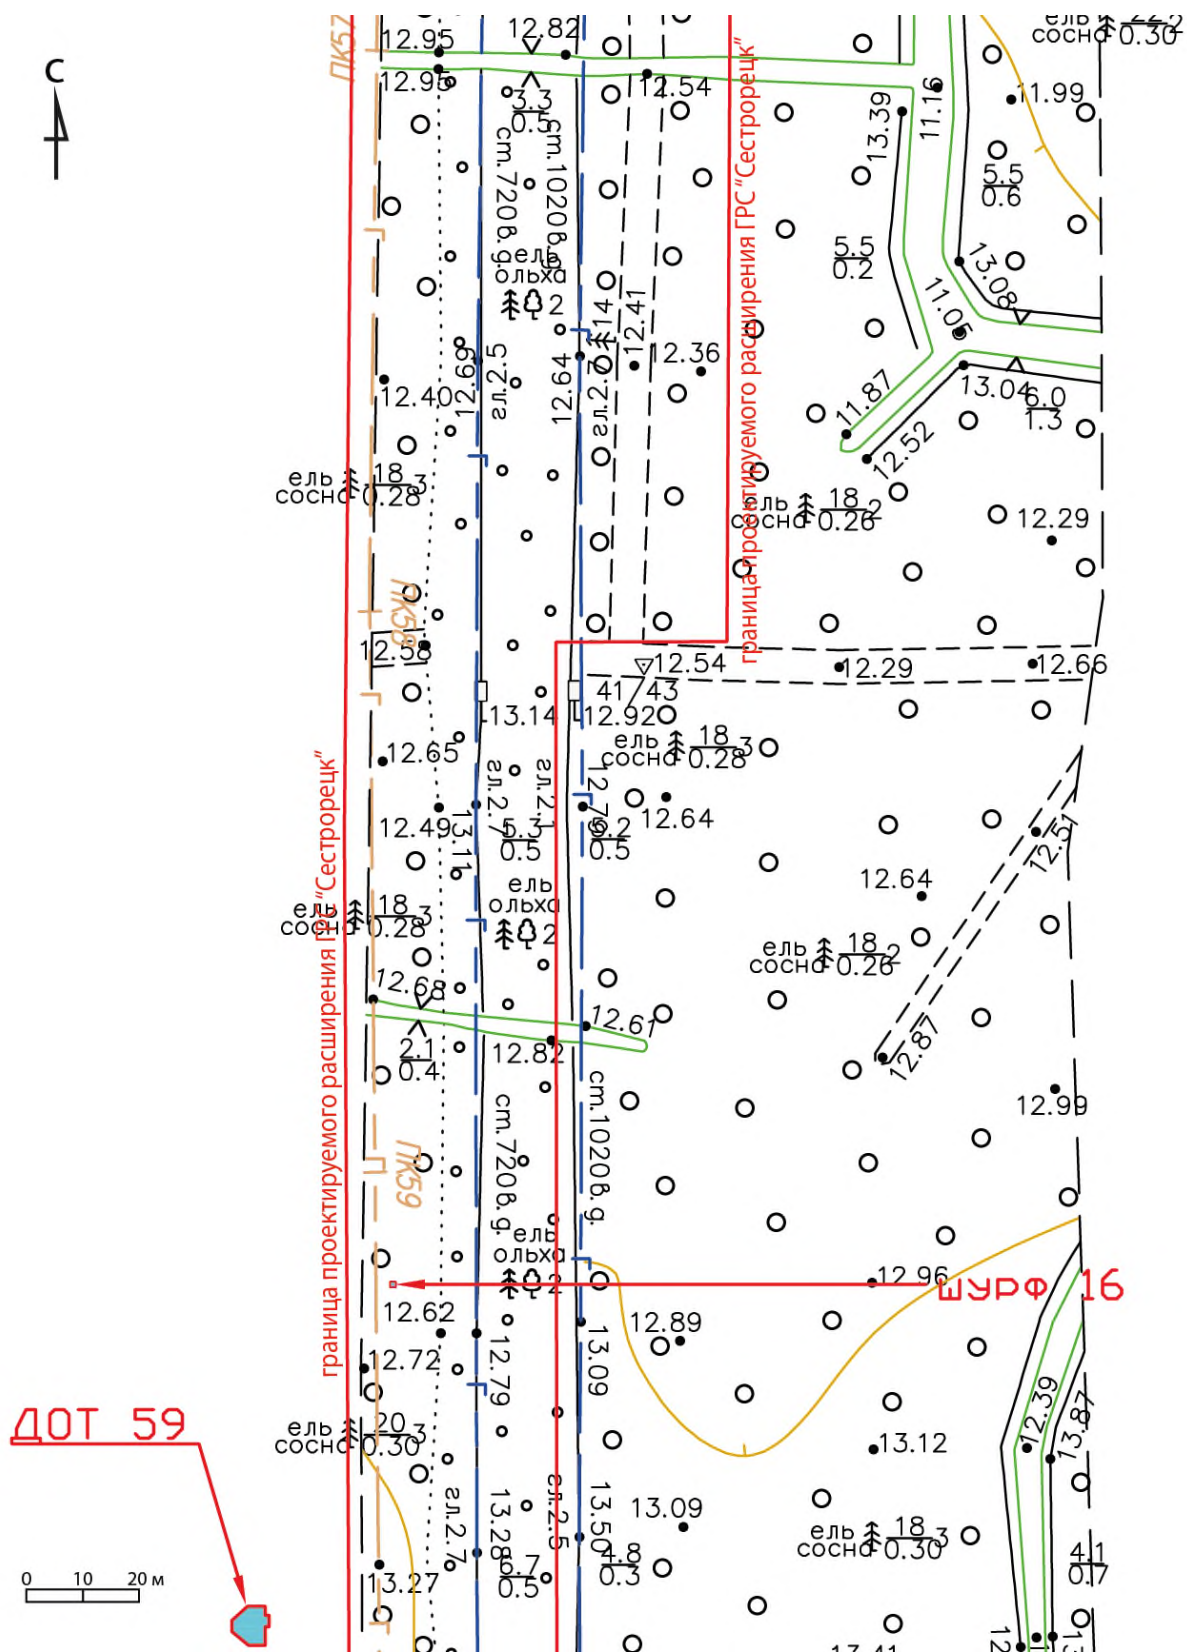 С
ПК57
12.95
12.82
12.95
3.3
0.5
12.54
ст.720в.д.
ст.1020в.д.
ель
ольха
2
граница проектируемого расширения ГРС "Сестрорецк"
13.39
11.16
11.99
ель
сосна
0.30
2
5.5
0.6
5.5
0.2
13.08
11.05
13.04
6.0
1.3
11.87
12.52
12.40
12.69
гл.2.5
12.64
гл.2.7
14
12.41
12.36
ель
сосна
18
0.28
3
ель
сосна
18
0.26
2
12.29
ПК58
12.58
12.54
41/43
12.29
12.66
13.14
12.92
ель
сосна
18
0.28
3
12.65
12.49
13.11
гл.2.7
гл.2.1
5.3
0.5
5.2
0.5
12.64
12.51
12.64
ель
ольха
2
ель
сосна
18
0.28
3
ель
сосна
18
0.26
2
граница проектируемого расширения ГРС "Сестрорецк"
12.68
12.61
12.82
2.1
0.4
12.87
12.99
ПК59
ст.720в.д.
ст.1020в.д.
ель
ольха
2
12.96
ШУРФ 16
12.62
12.72
12.79
13.09
12.89
12.39
13.87
ДОТ 59
ель
сосна
20
0.30
3
13.12
гл.2.7
13.28
гл.2.5
13.50
13.09
ель
сосна
18
0.30
3
6.7
0.5
4.8
0.3
4.1
0.7
13.27
0 10 20 м
13.41